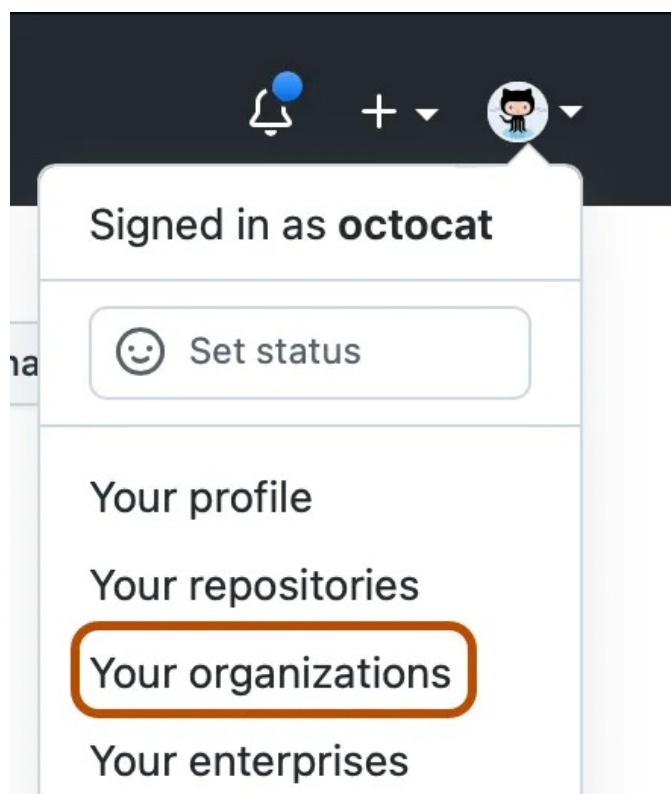 Signed in as octocat
Set status
Your profile
Your repositories
Your organizations
Your enterprises